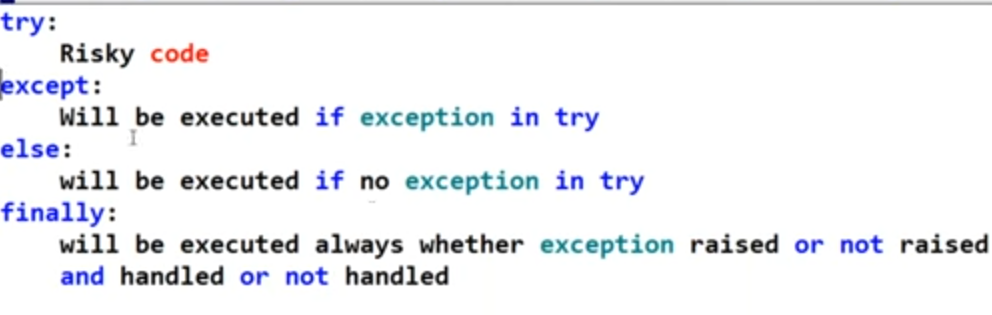 try:
    Risky code
except:
    Will be executed if exception in try
else:
    will be executed if no exception in try
finally:
    will be executed always whether exception raised or not raised
    and handled or not handled